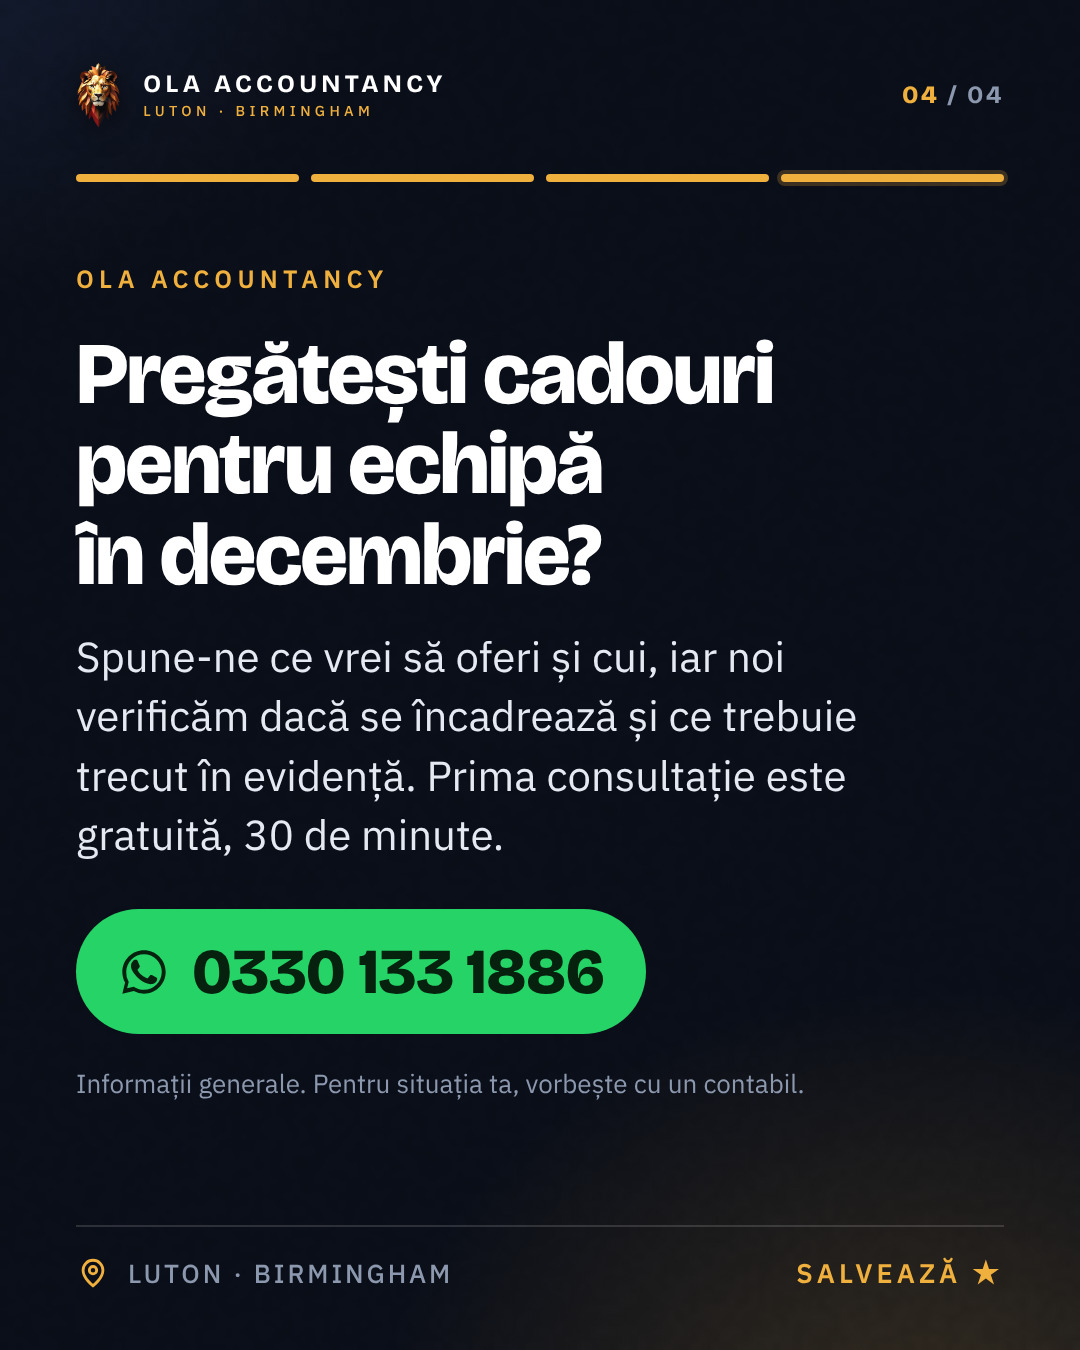 OLA ACCOUNTANCY
LUTON · BIRMINGHAM
04 / 04
OLA ACCOUNTANCY
Pregătești cadouri
pentru echipă
în decembrie?
Spune-ne ce vrei să oferi și cui, iar noi
verificăm dacă se încadrează și ce trebuie
trecut în evidență. Prima consultație este
gratuită, 30 de minute.
0330 133 1886
Informații generale. Pentru situația ta, vorbește cu un contabil.
LUTON · BIRMINGHAM
SALVEAZĂ ★